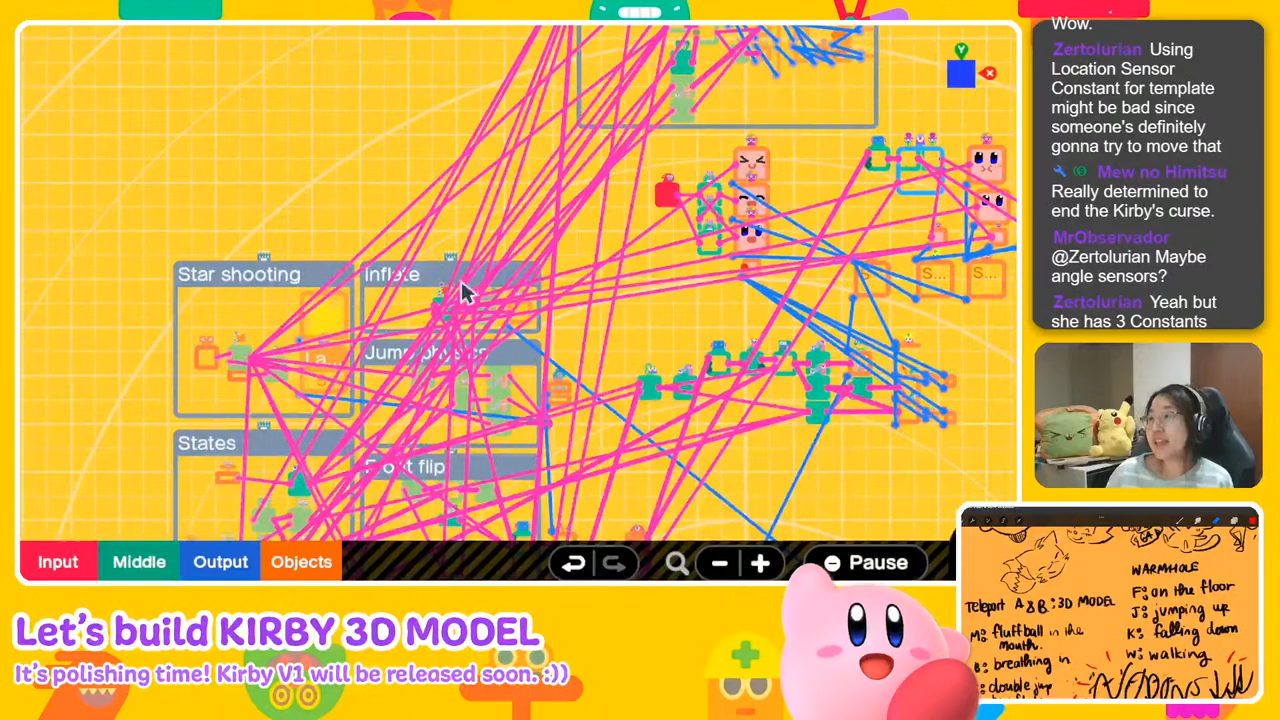 Star shooting
Inflate
La...
Jump physics
States
Front flip
S...
S...
S...
Y
Input
Middle
Output
Objects
Pause
Let's build KIRBY 3D MODEL
It's polishing time! Kirby V1 will be released soon. :))
Wow.
Zertolurian Using
Location Sensor
Constant for template
might be bad since
someone's definitely
gonna try to move that
Mew no Himitsu
Really determined to
end the Kirby's curse.
MrObservador
@Zertolurian Maybe
angle sensors?
Zertolurian Yeah but
she has 3 Constants
TELEPORT A & B: 3D MODEL
M: fluffball in the
mouth.
B: breathing in
double jump
WARMHOLE
F: on the floor
J: jumping up
K: falling down
W: walking